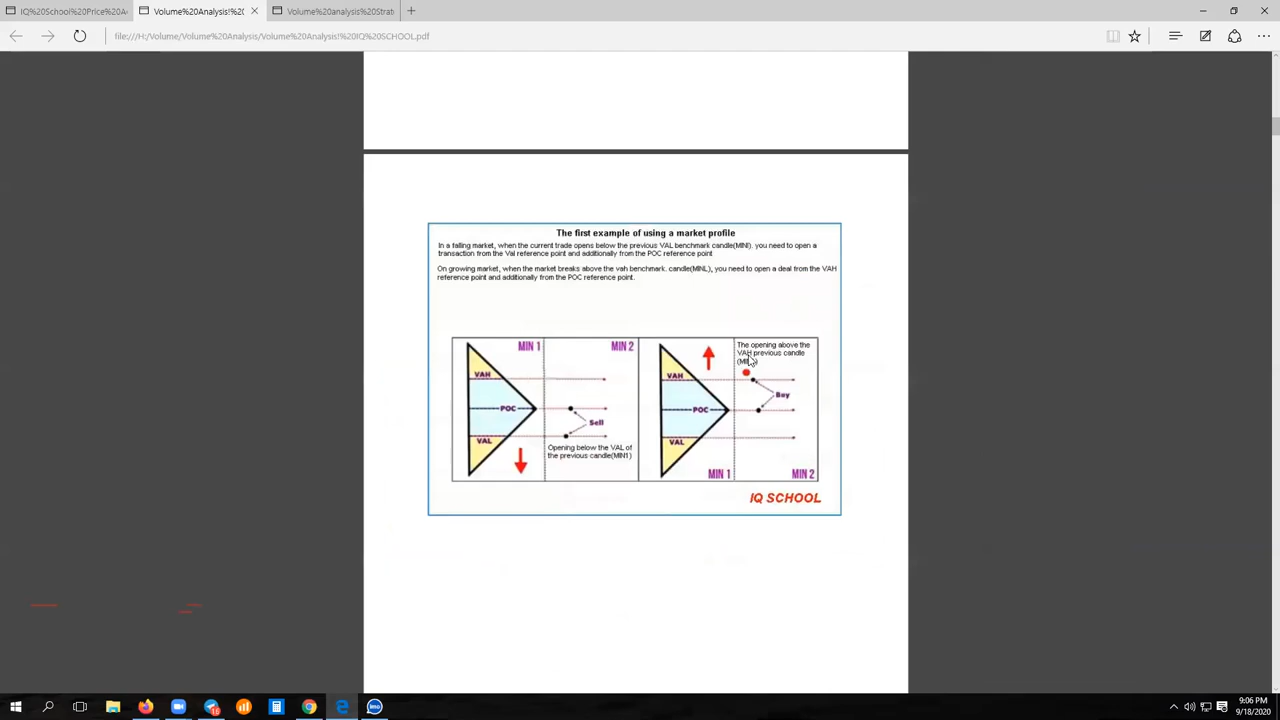 IQ%20School%20Price%20A
Volume%20Analysis!%20
Volume%20analysis%20Strat
file:///H:/Volume/Volume%20Analysis/Volume%20Analysis!%20IQ%20SCHOOL.pdf
The first example of using a market profile
In a falling market, when the current trade opens below the previous VAL benchmark candle(MINI). you need to open a
transaction from the Val reference point and additionally from the POC reference point
On growing market, when the market breaks above the vah benchmark. candle(MINL), you need to open a deal from the VAH
reference point and additionally from the POC reference point.
MIN 1
MIN 2
VAH
POC
VAL
Sell
Opening below the VAL of
the previous candle(MIN1)
The opening above the
VAH previous candle
VAH
POC
VAL
Buy
MIN 1
MIN 2
IQ SCHOOL
16
imo
9:06 PM
9/18/2020